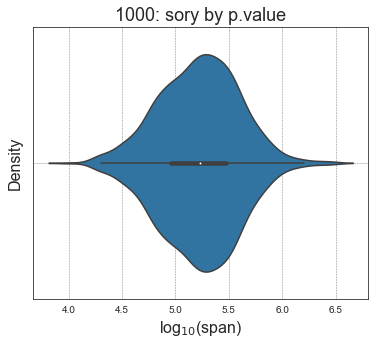 1000: sory by p.value
Density
4.0 4.5 5.0 5.5 6.0 6.5
log₁₀(span)